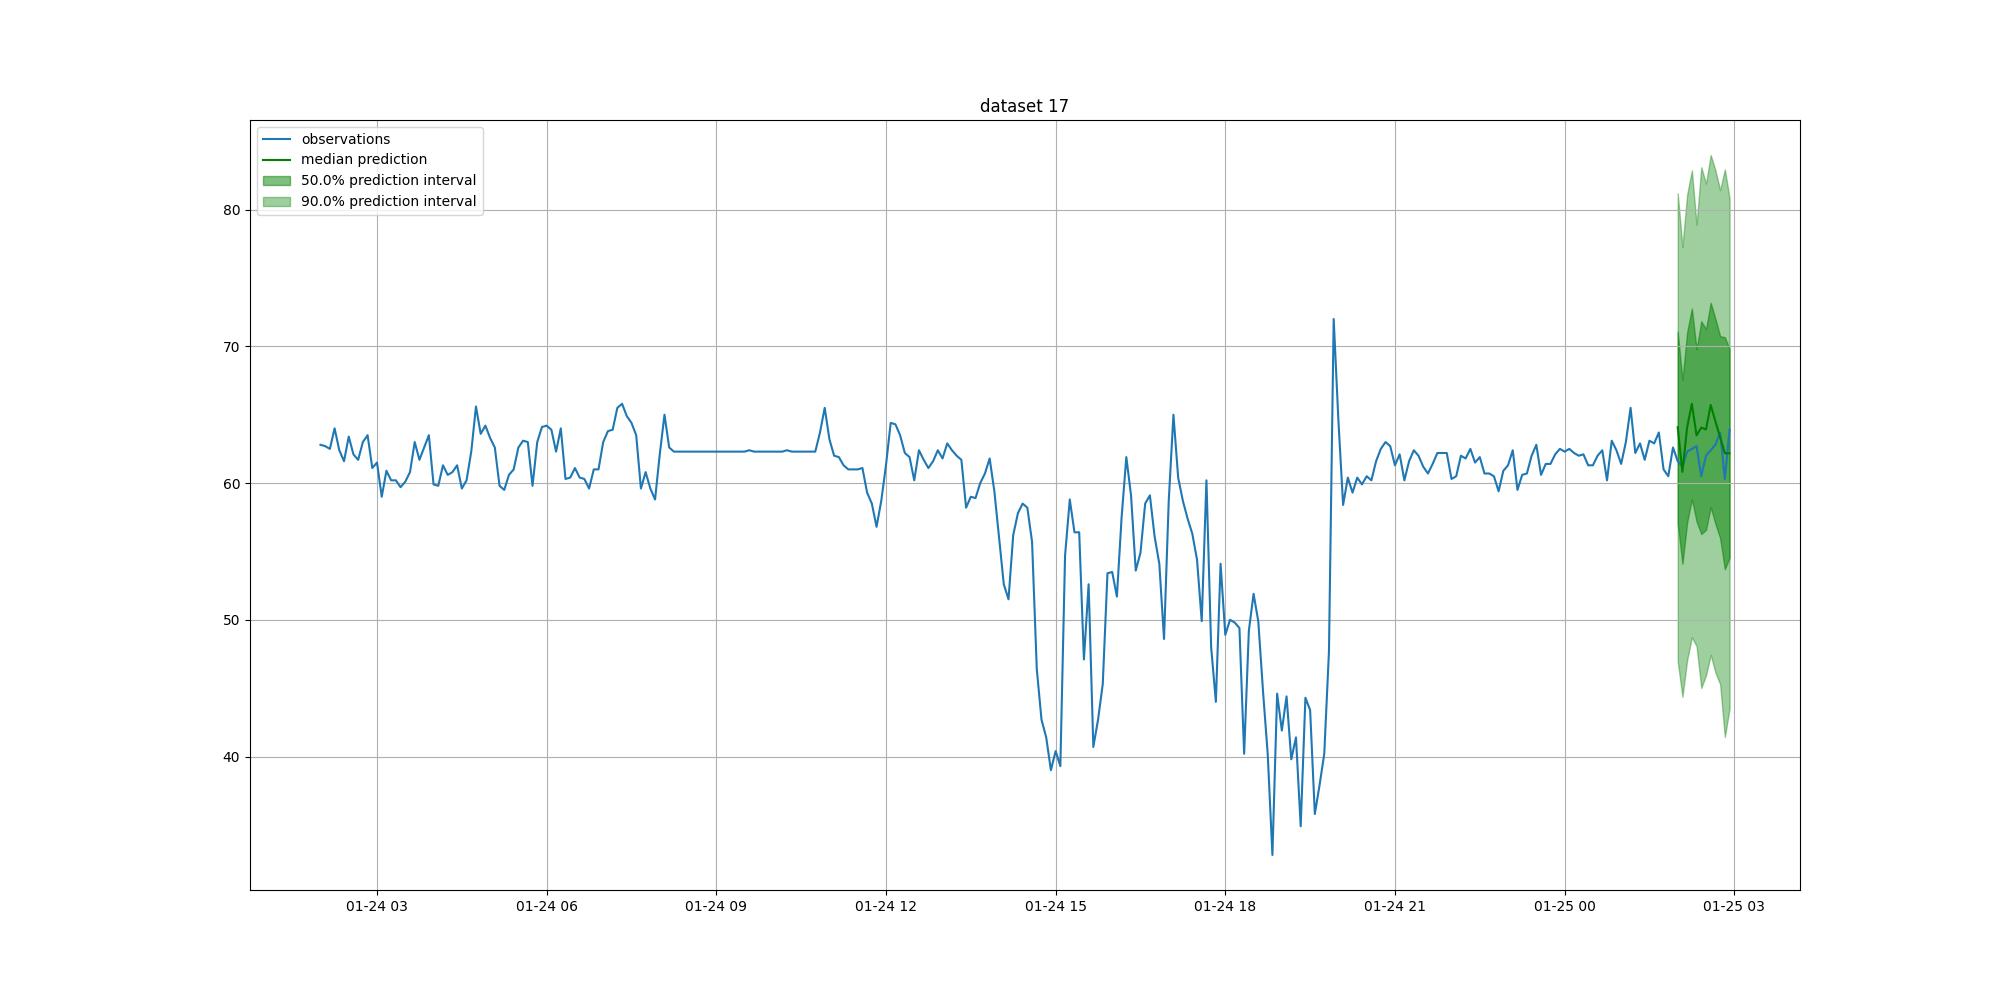 dataset 17
observations
median prediction
50.0% prediction interval
90.0% prediction interval
80
70
60
50
40
01-24 03 01-24 06 01-24 09 01-24 12 01-24 15 01-24 18 01-24 21 01-25 00 01-25 03